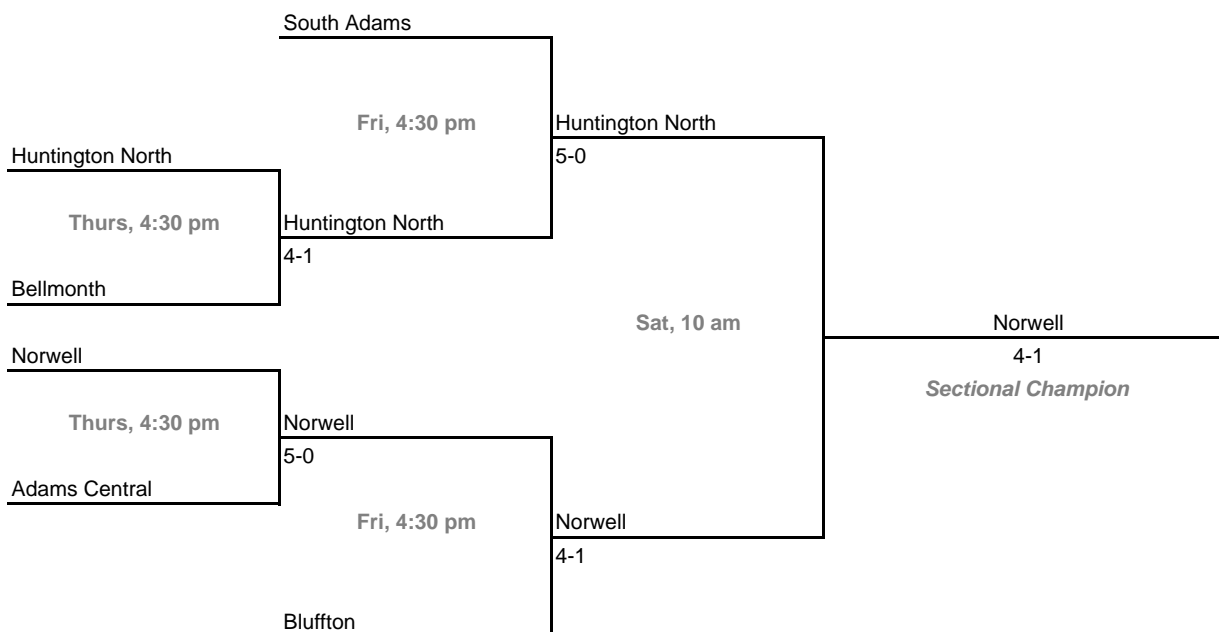 South Adams
Fri, 4:30 pm
Huntington North
Huntington North
5-0
Thurs, 4:30 pm
Huntington North
4-1
Bellmonth
Sat, 10 am
Norwell
Norwell
4-1
Sectional Champion
Thurs, 4:30 pm
Norwell
5-0
Adams Central
Fri, 4:30 pm
Norwell
4-1
Bluffton